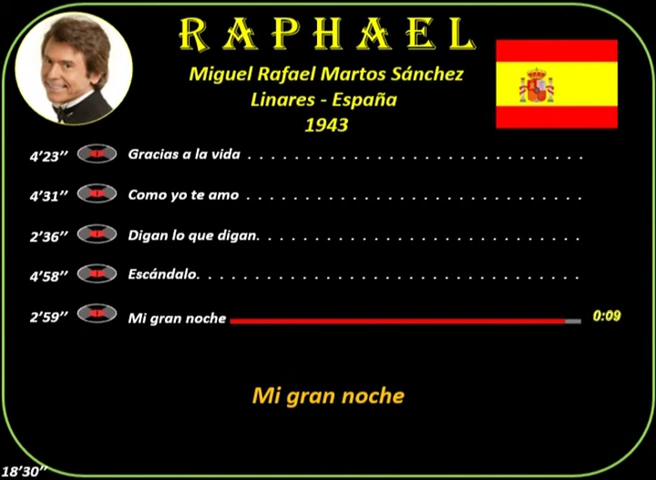 RAPHAEL
Miguel Rafael Martos Sánchez
Linares - España
1943
4’23’’ Gracias a la vida . . . . . . . . . . . . . . . . . . . . . . . . . . . . . .
4’31’’ Como yo te amo . . . . . . . . . . . . . . . . . . . . . . . . . . . . . .
2’36’’ Digan lo que digan. . . . . . . . . . . . . . . . . . . . . . . . . . . . .
4’58’’ Escándalo. . . . . . . . . . . . . . . . . . . . . . . . . . . . . . . . . .
2’59’’ Mi gran noche 0:09
Mi gran noche
18’30’’